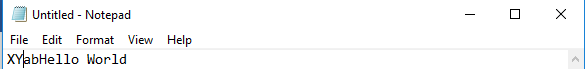 Untitled - Notepad
File Edit Format View Help
XYabHello World